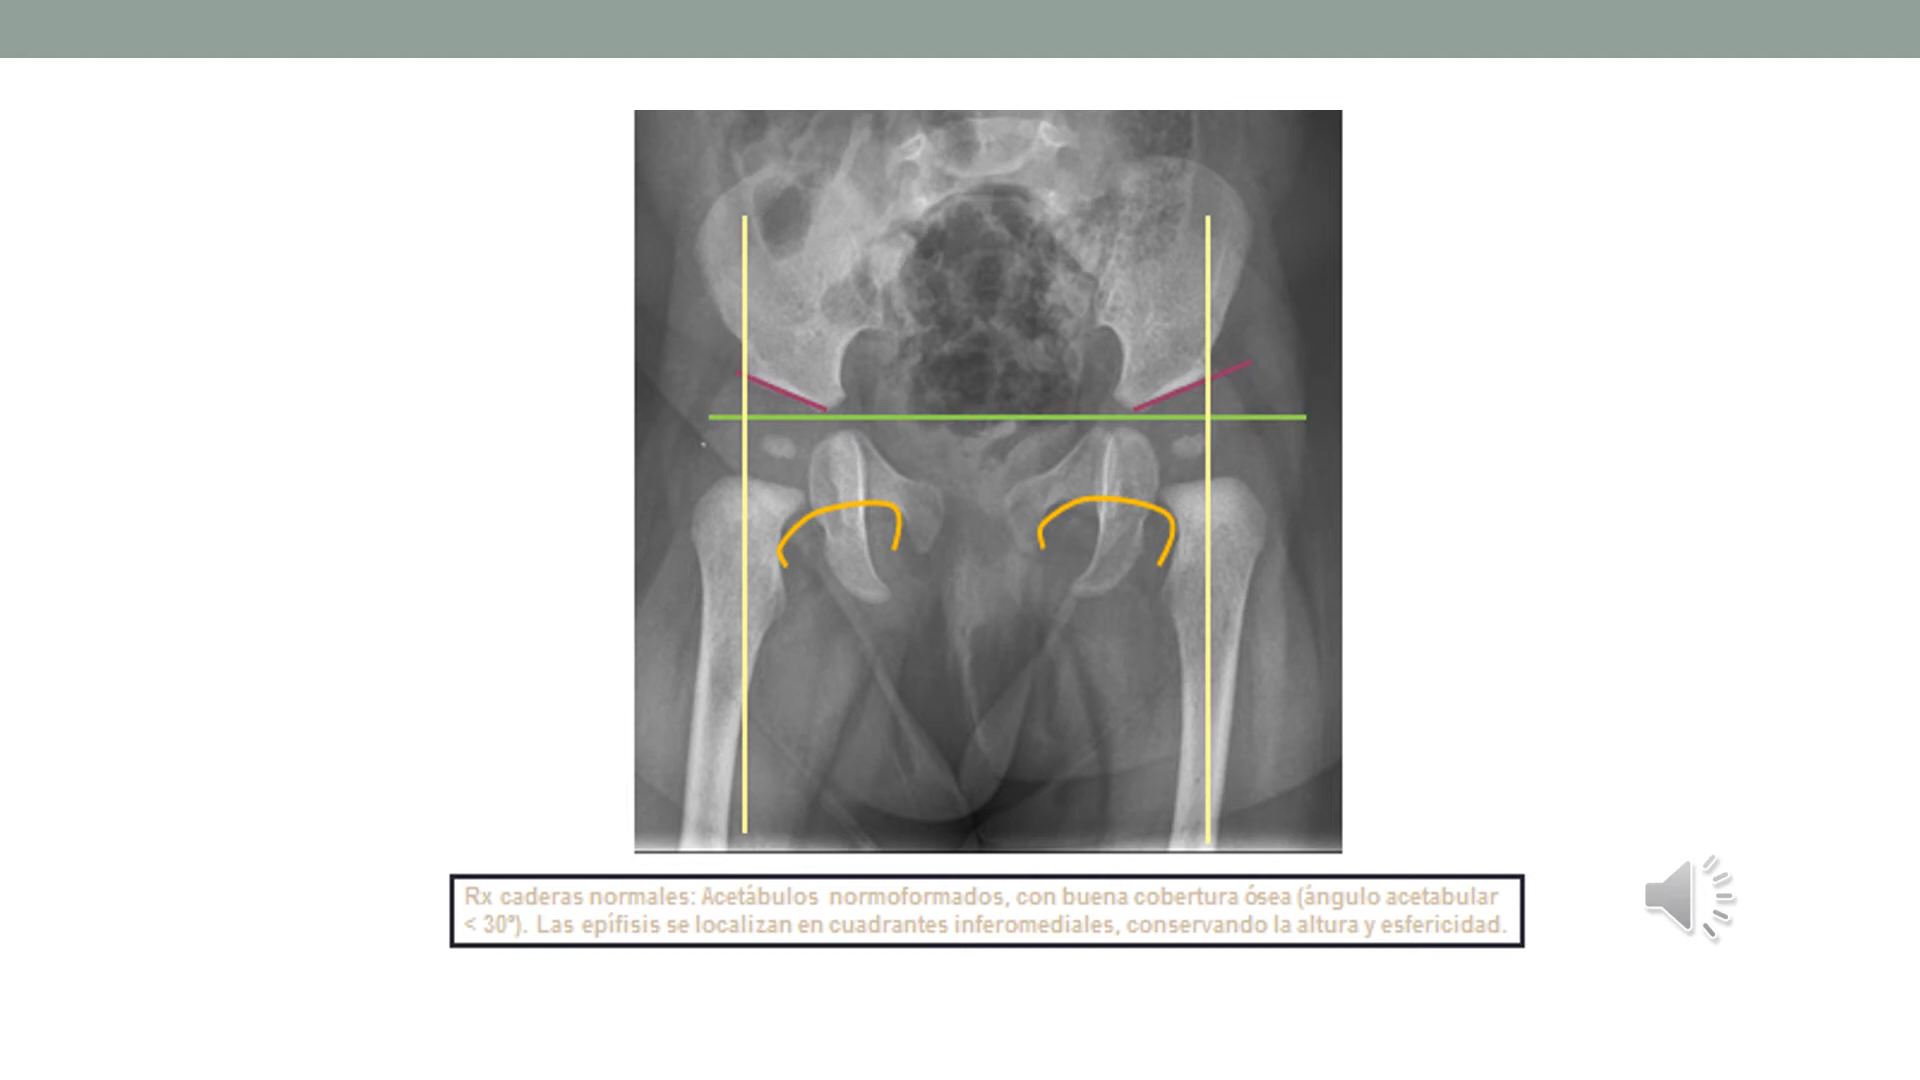 Rx caderas normales: Acetábulos normoformados, con buena cobertura ósea (ángulo acetabular
< 30º). Las epífisis se localizan en cuadrantes inferomediales, conservando la altura y esfericidad.